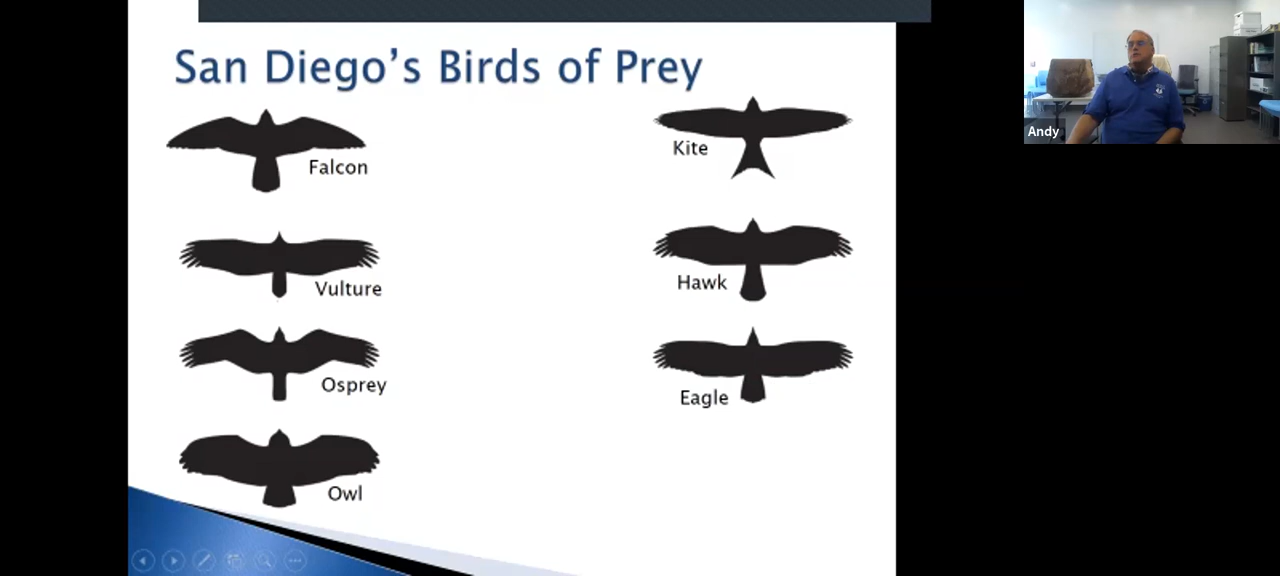 San Diego's Birds of Prey
Falcon
Vulture
Osprey
Owl
Kite
Hawk
Eagle
Andy